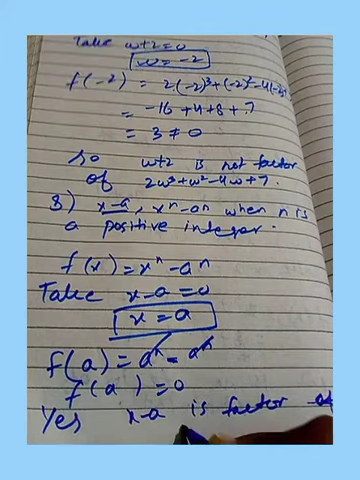 Take w+2=0
w = -2
f(-2) = 2(-2)³+(-2)²-4(-2)
= -16+4+8+7
= 3 ≠ 0
So w+2 is not factor
of 2w³+w²-4w+7.
8) x-a, xⁿ-aⁿ when n is
a positive integer.
f(x) = xⁿ-aⁿ
Take x-a=0
x = a
f(a) = aⁿ-aⁿ
f(a) = 0
Yes x-a is factor of